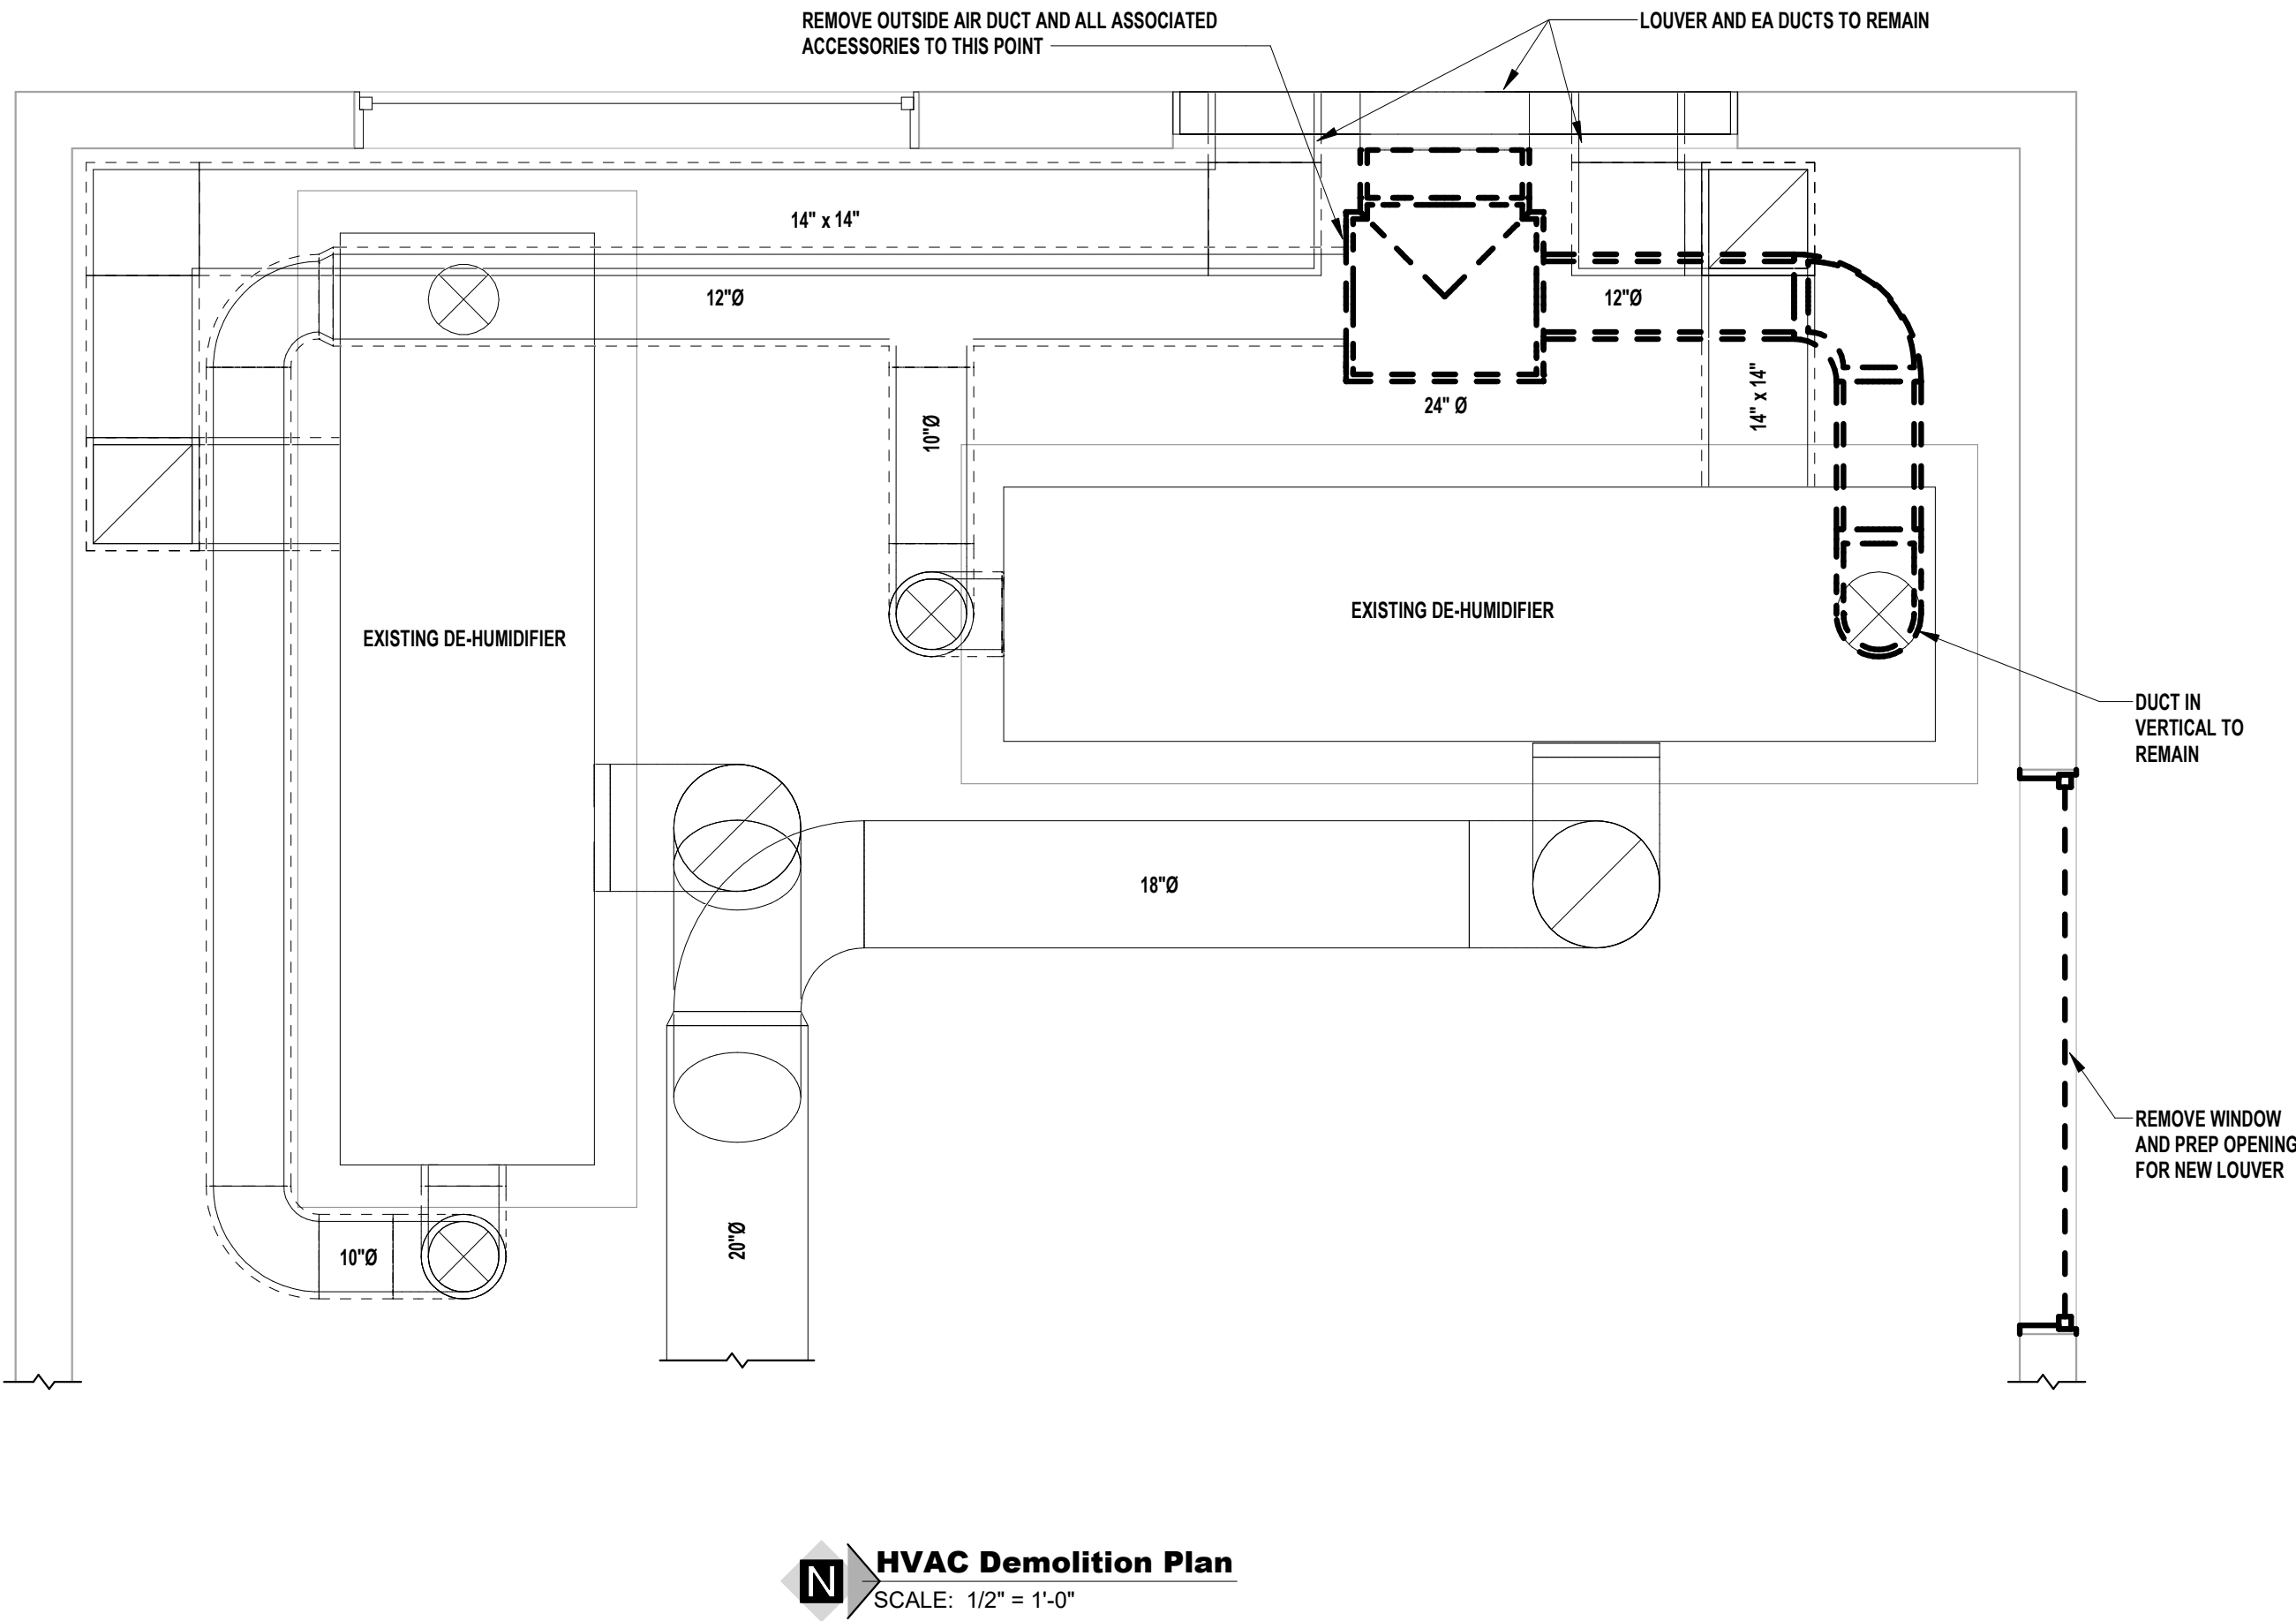 REMOVE OUTSIDE AIR DUCT AND ALL ASSOCIATED
ACCESSORIES TO THIS POINT
LOUVER AND EA DUCTS TO REMAIN
14" x 14"
12"Ø
12"Ø
14" x 14"
24" Ø
10"Ø
EXISTING DE-HUMIDIFIER
EXISTING DE-HUMIDIFIER
DUCT IN
VERTICAL TO
REMAIN
18"Ø
REMOVE WINDOW
AND PREP OPENING
FOR NEW LOUVER
20"Ø
10"Ø
N
HVAC Demolition Plan
SCALE: 1/2" = 1'-0"